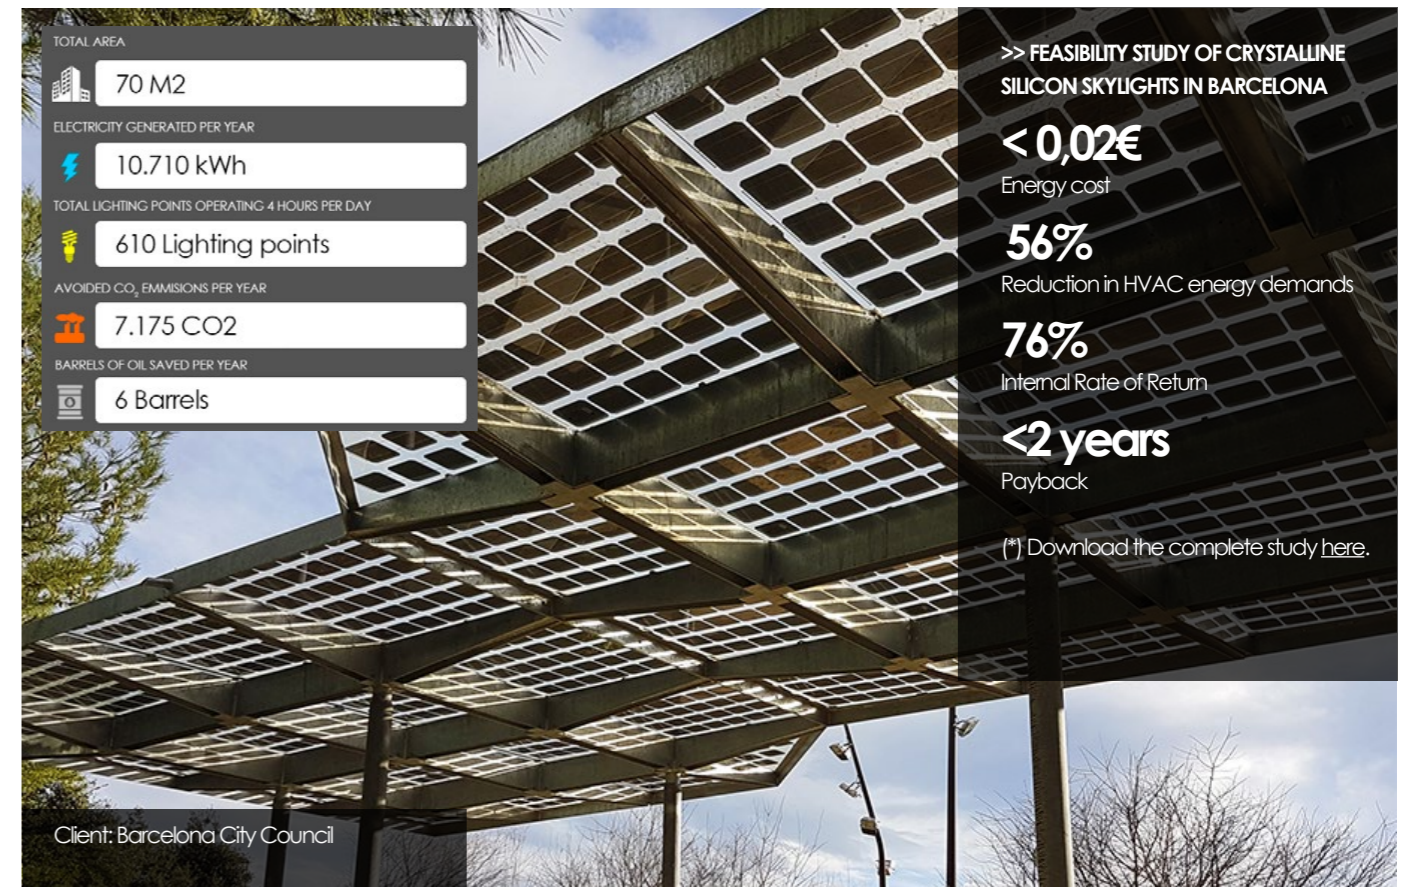 TOTAL AREA
70 M2
ELECTRICITY GENERATED PER YEAR
10.710 kWh
TOTAL LIGHTING POINTS OPERATING 4 HOURS PER DAY
610 Lighting points
AVOIDED CO₂ EMMISIONS PER YEAR
7.175 CO2
BARRELS OF OIL SAVED PER YEAR
6 Barrels
>> FEASIBILITY STUDY OF CRYSTALLINE
SILICON SKYLIGHTS IN BARCELONA
< 0,02€
Energy cost
56%
Reduction in HVAC energy demands
76%
Internal Rate of Return
<2 years
Payback
(*) Download the complete study here.
Client: Barcelona City Council